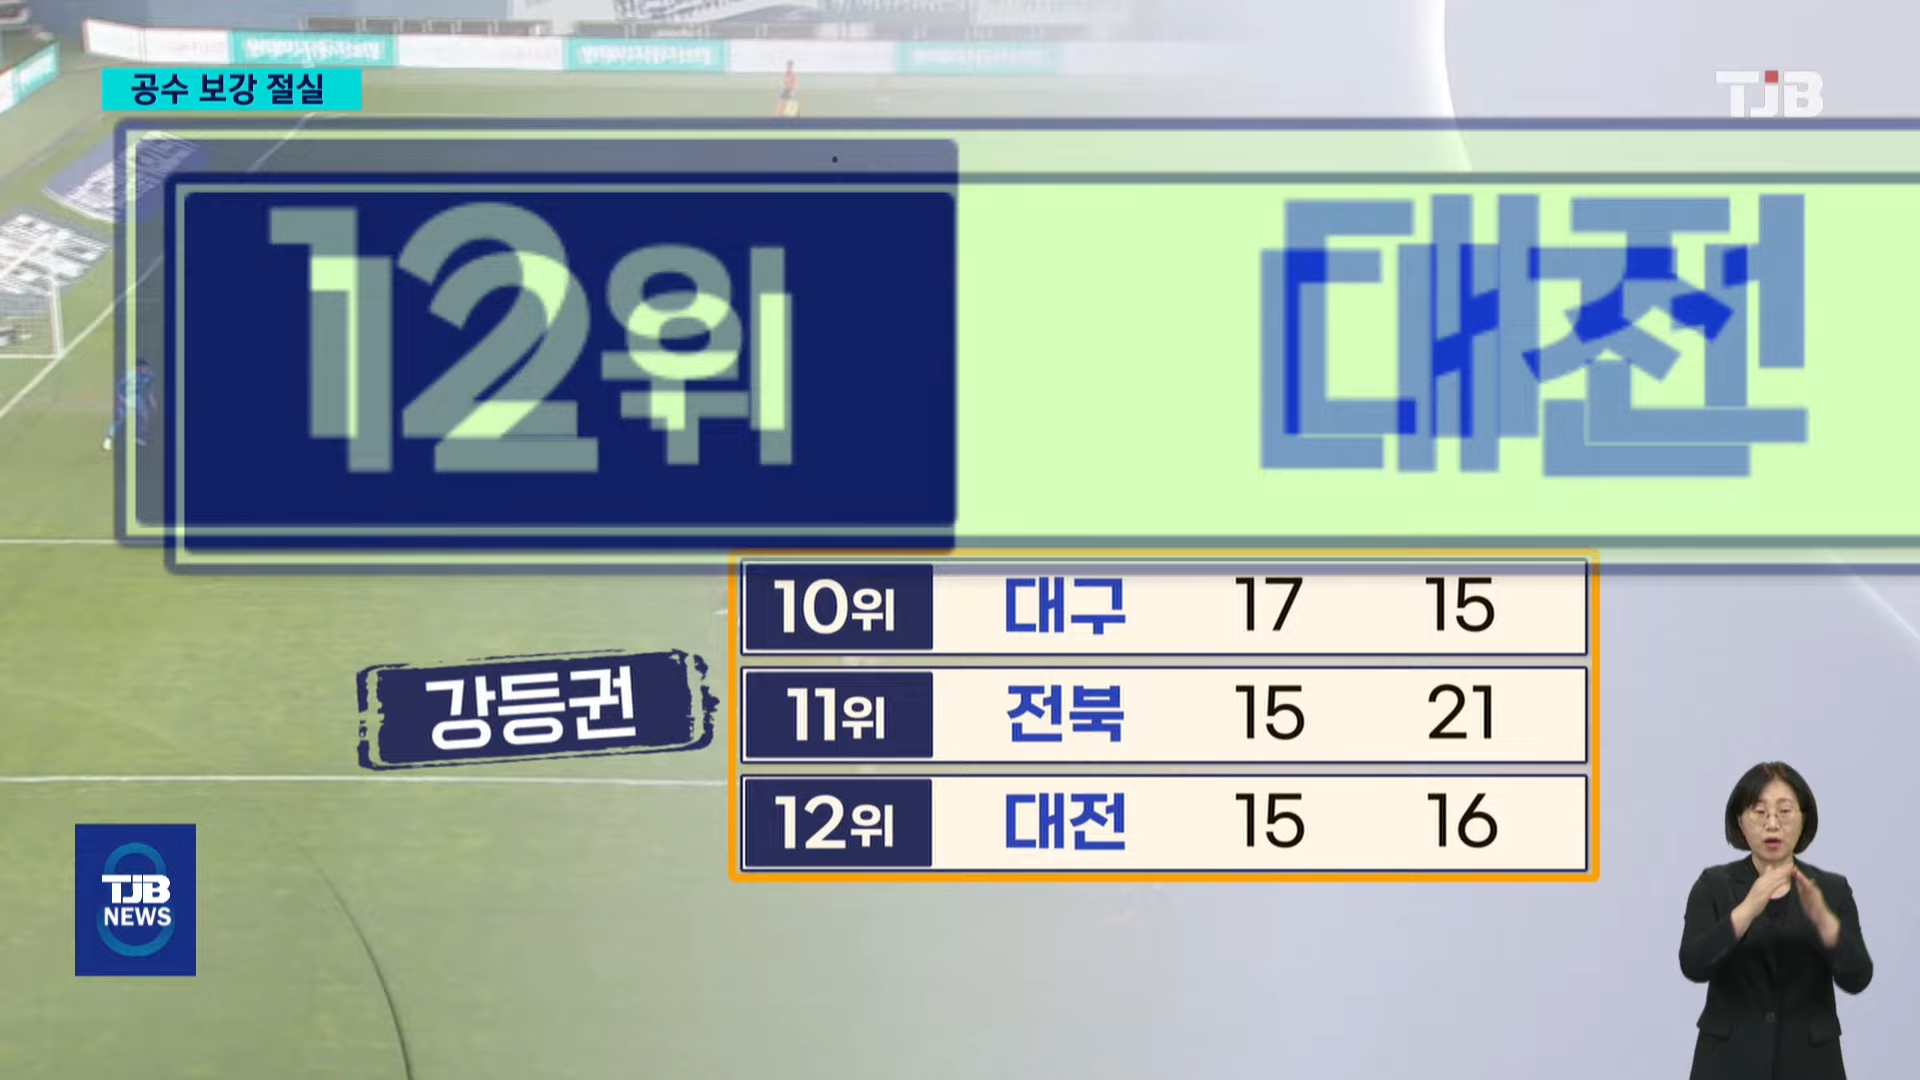 공수 보강 절실
TJB
12위 대전
10위 대구 17 15
강등권
11위 전북 15 21
12위 대전 15 16
TJB
NEWS